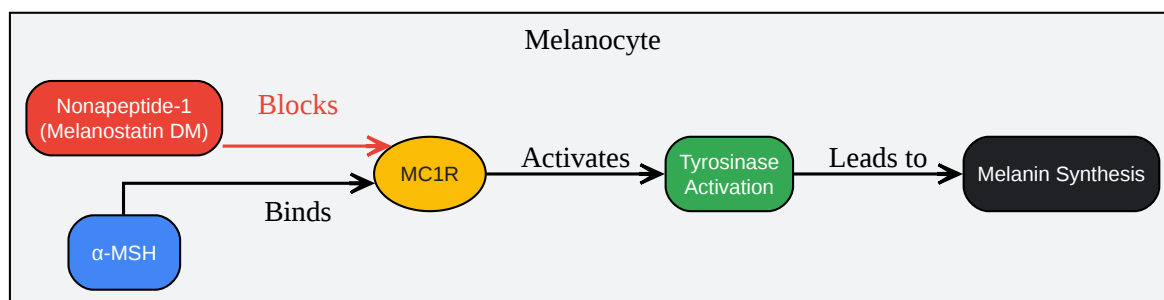 Melanocyte
Nonapeptide-1
(Melanostatin DM)
Blocks
MC1R
Activates
Tyrosinase
Activation
Leads to
Melanin Synthesis
Binds
α-MSH